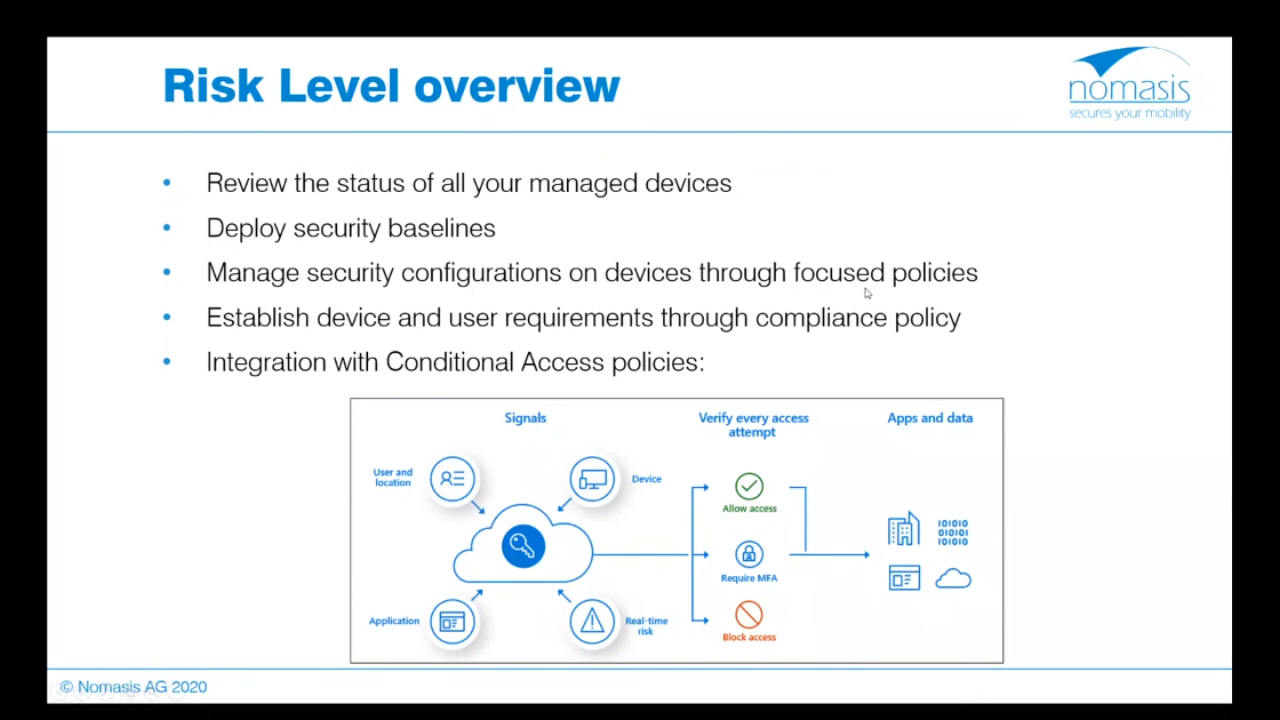 Risk Level overview
nomasis
secures your mobility
• Review the status of all your managed devices
• Deploy security baselines
• Manage security configurations on devices through focused policies
• Establish device and user requirements through compliance policy
• Integration with Conditional Access policies:
Signals
Verify every access
attempt
Apps and data
User and
location
Device
Allow access
01010
010101
01010
Require MFA
Application
Real-time
risk
Block access
© Nomasis AG 2020